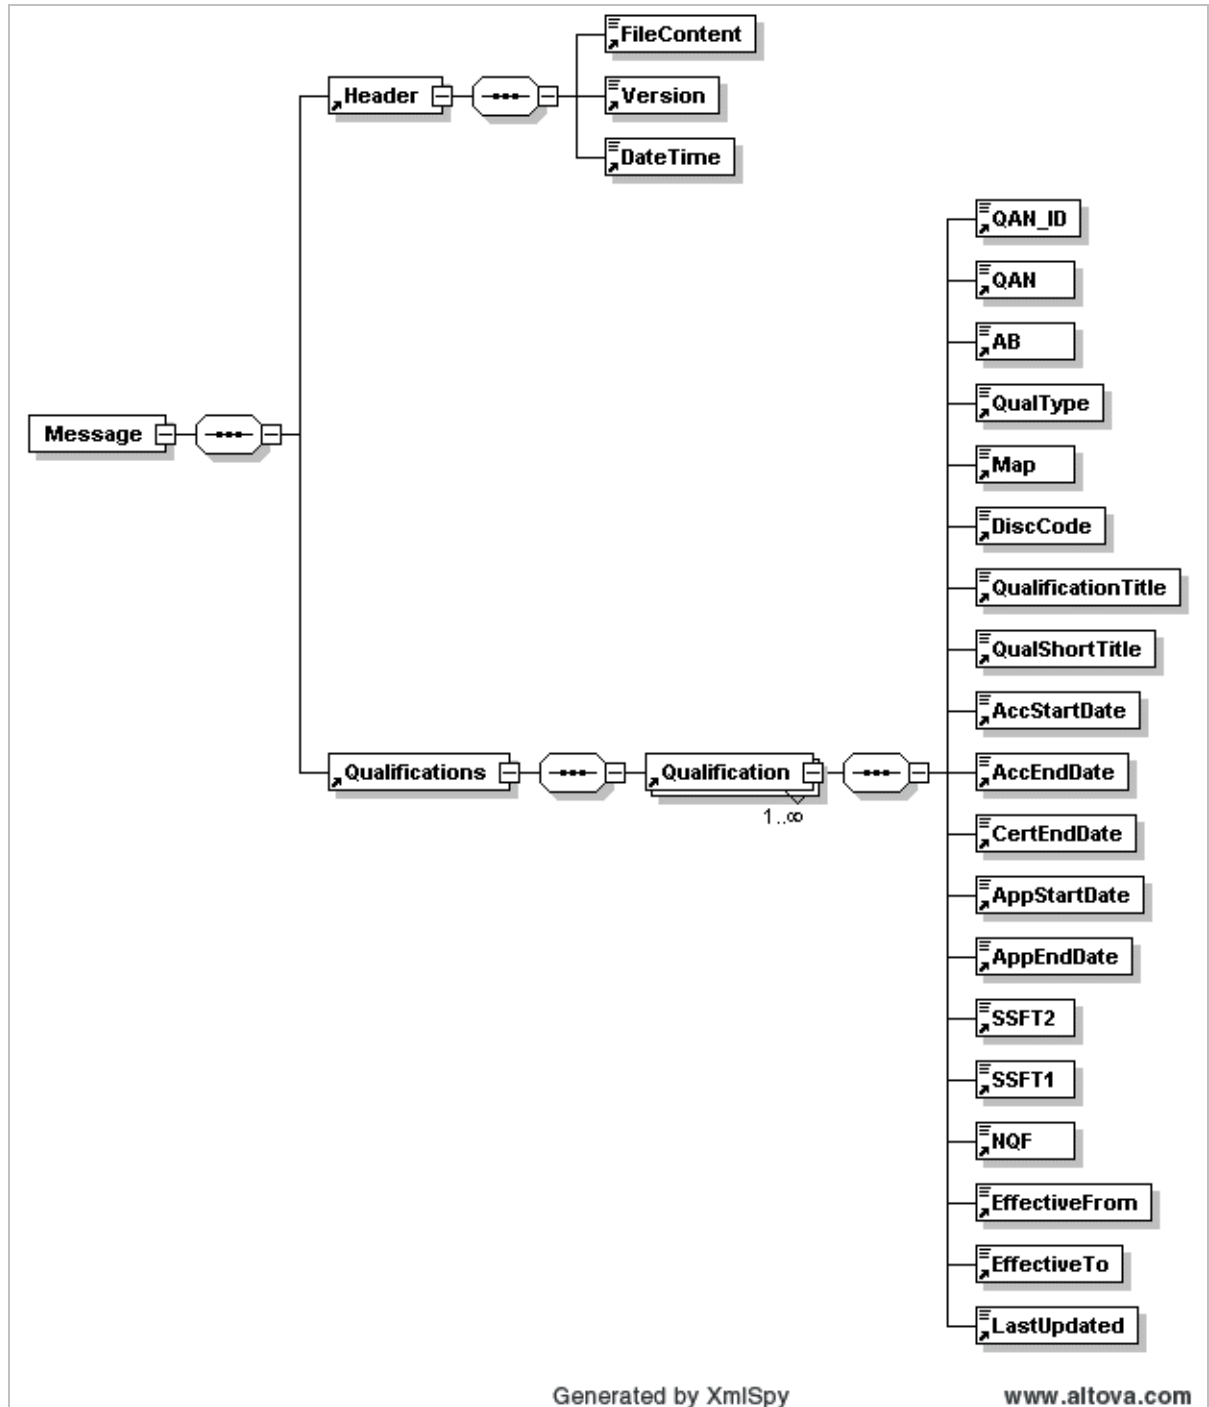 FileContent
Header
Version
DateTime
QAN_ID
QAN
AB
QualType
Message
Map
DiscCode
QualificationTitle
QualShortTitle
AccStartDate
Qualifications
Qualification
AccEndDate
1..∞
CertEndDate
AppStartDate
AppEndDate
SSFT2
SSFT1
NQF
EffectiveFrom
EffectiveTo
LastUpdated
Generated by XmlSpy
www.altova.com